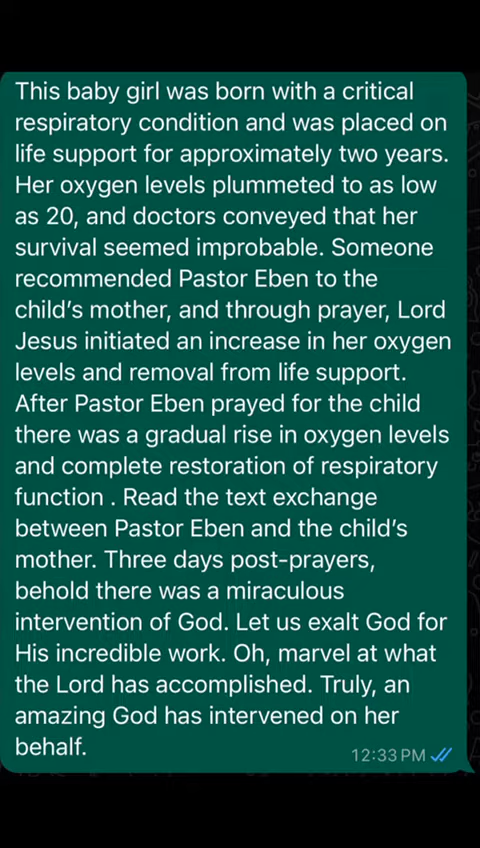 This baby girl was born with a critical
respiratory condition and was placed on
life support for approximately two years.
Her oxygen levels plummeted to as low
as 20, and doctors conveyed that her
survival seemed improbable. Someone
recommended Pastor Eben to the
child’s mother, and through prayer, Lord
Jesus initiated an increase in her oxygen
levels and removal from life support.
After Pastor Eben prayed for the child
there was a gradual rise in oxygen levels
and complete restoration of respiratory
function . Read the text exchange
between Pastor Eben and the child’s
mother. Three days post-prayers,
behold there was a miraculous
intervention of God. Let us exalt God for
His incredible work. Oh, marvel at what
the Lord has accomplished. Truly, an
amazing God has intervened on her
behalf.
12:33 PM